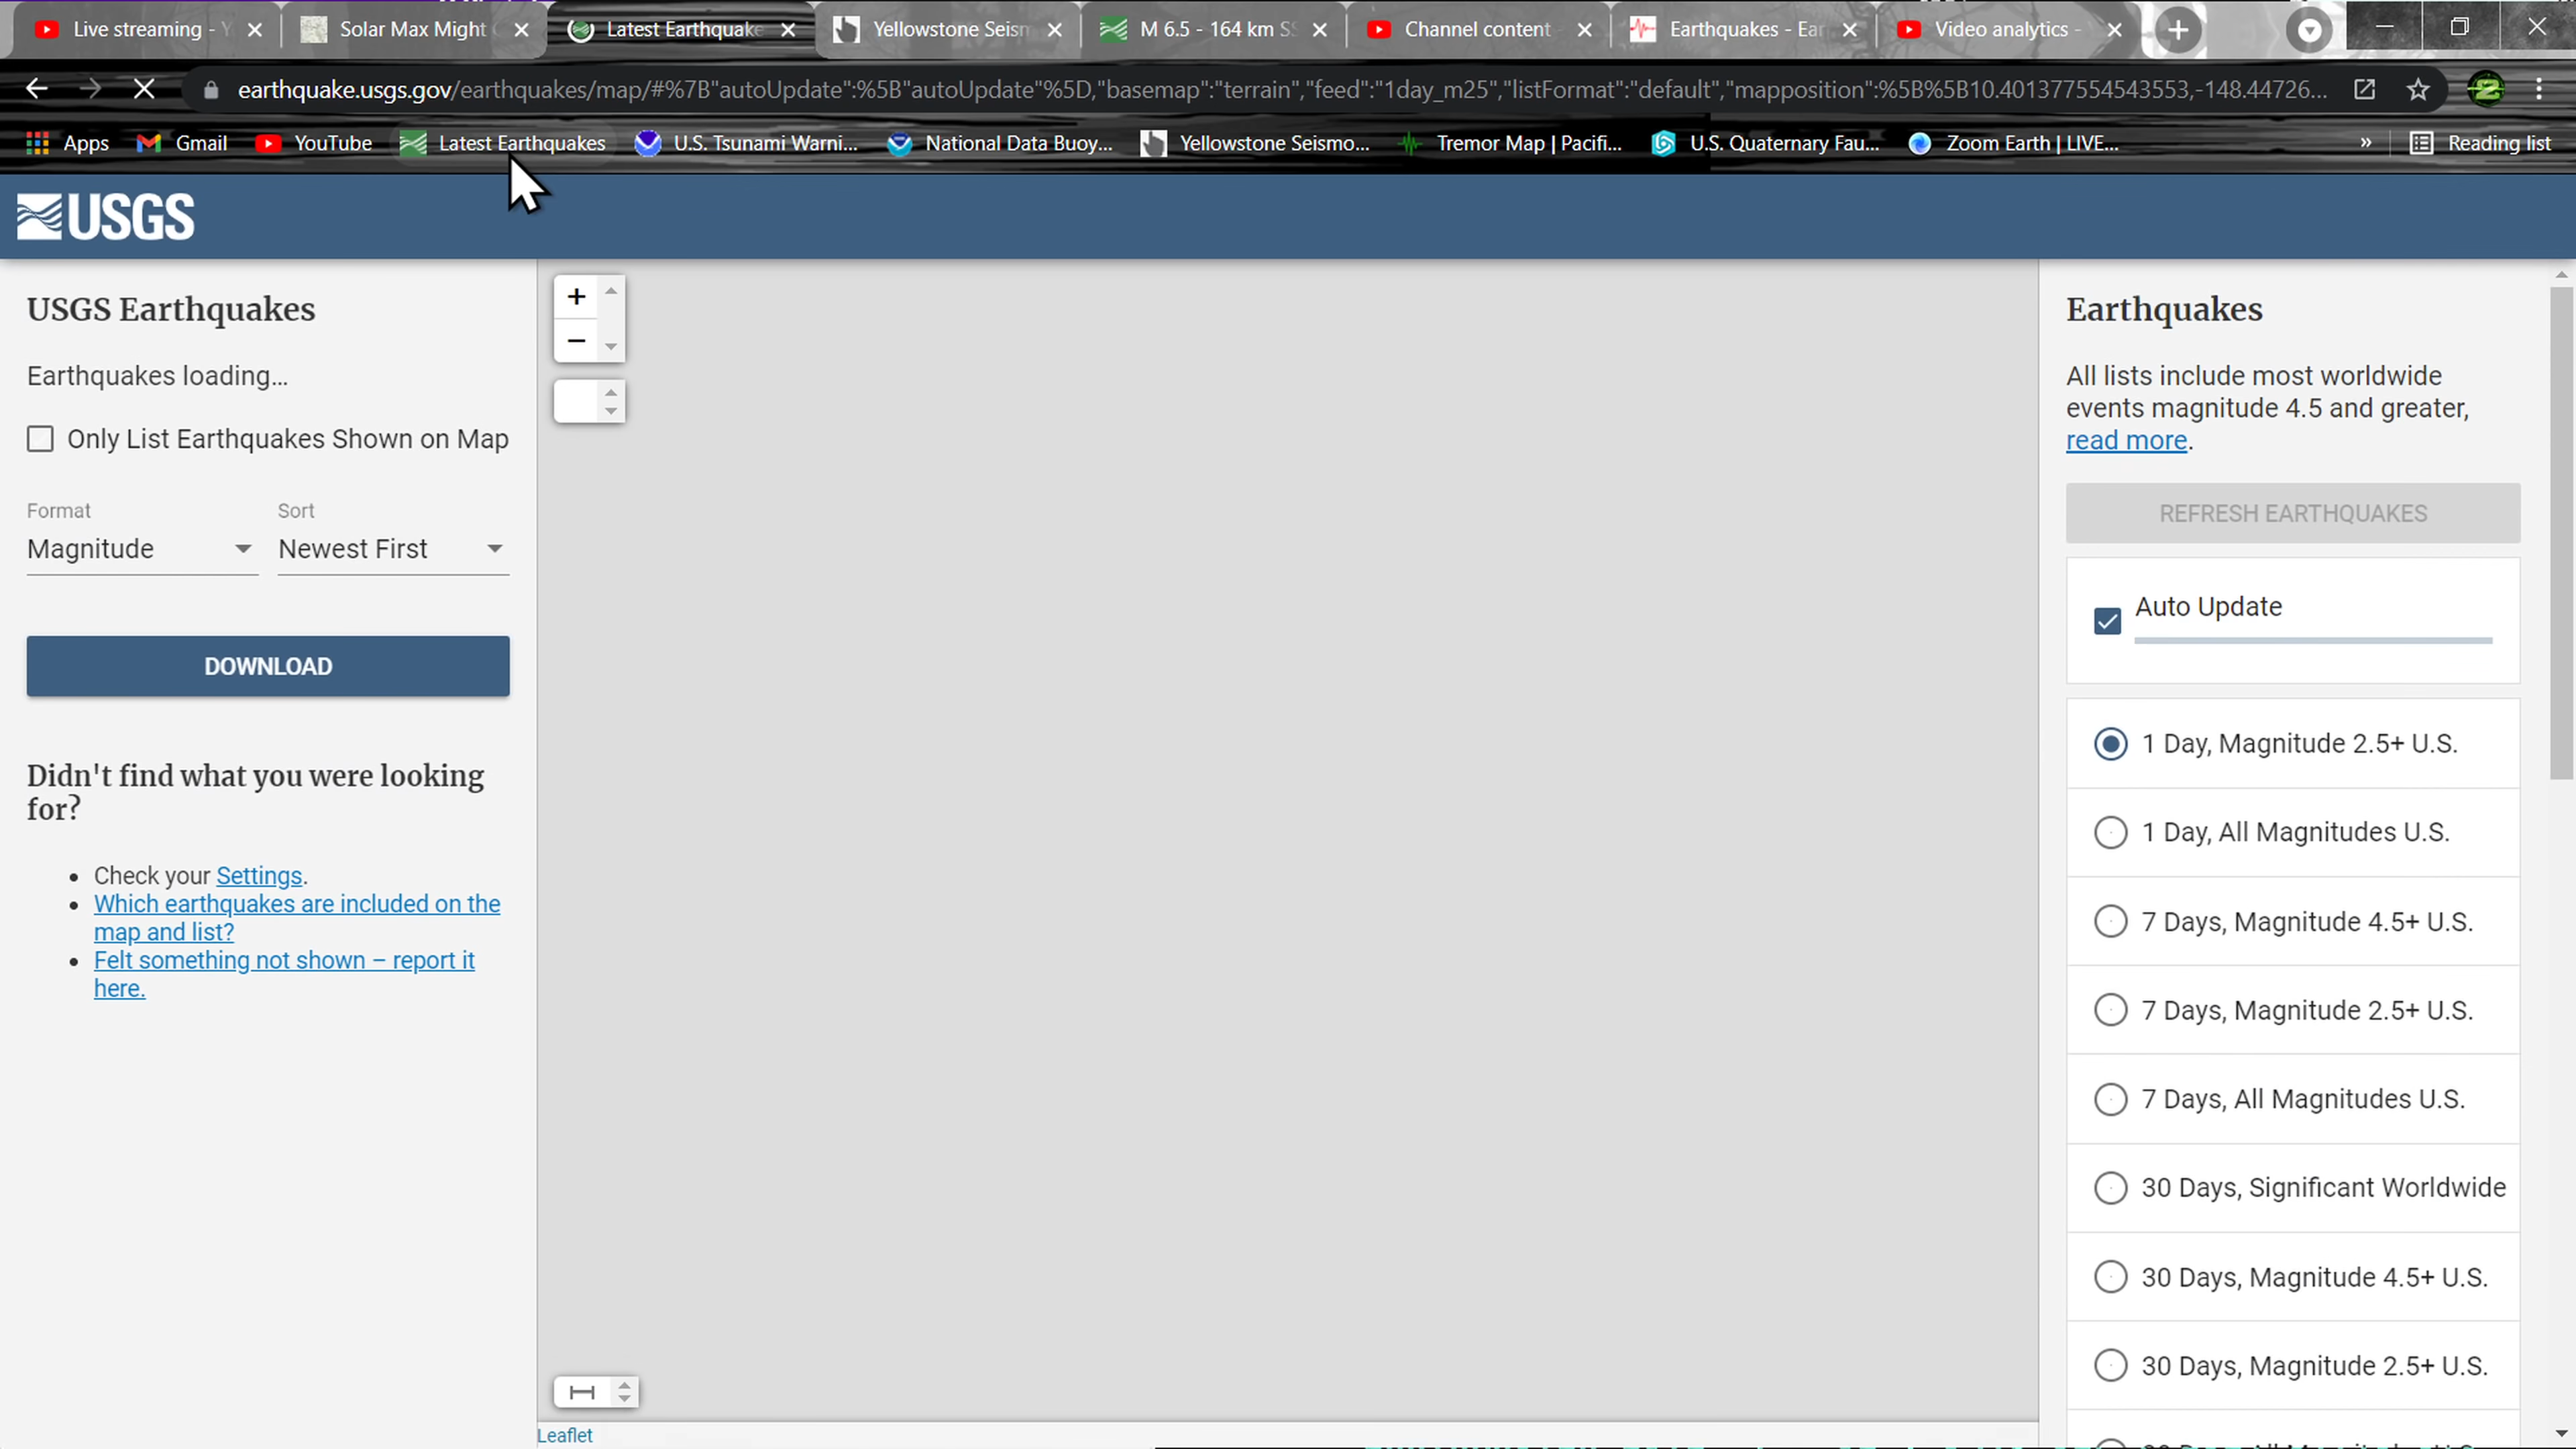 Live streaming - Y
Solar Max Might
Latest Earthquake
Yellowstone Seism
M 6.5 - 164 km SS
Channel content
Earthquakes - Ear
Video analytics -
earthquake.usgs.gov/earthquakes/map/#%7B"autoUpdate":%5B"autoUpdate"%5D,"basemap":"terrain","feed":"1day_m25","listFormat":"default","mapposition":%5B%5B10.401377554543553,-148.44726...
Apps
Gmail
YouTube
Latest Earthquakes
U.S. Tsunami Warni...
National Data Buoy...
Yellowstone Seismo...
Tremor Map | Pacifi...
U.S. Quaternary Fau...
Zoom Earth | LIVE...
»
Reading list
USGS
USGS Earthquakes
Earthquakes loading...
Only List Earthquakes Shown on Map
Format
Sort
Magnitude
Newest First
DOWNLOAD
Didn't find what you were looking
for?
• Check your Settings.
• Which earthquakes are included on the
map and list?
• Felt something not shown – report it
here.
+
−
Leaflet
Earthquakes
All lists include most worldwide
events magnitude 4.5 and greater,
read more.
REFRESH EARTHQUAKES
Auto Update
1 Day, Magnitude 2.5+ U.S.
1 Day, All Magnitudes U.S.
7 Days, Magnitude 4.5+ U.S.
7 Days, Magnitude 2.5+ U.S.
7 Days, All Magnitudes U.S.
30 Days, Significant Worldwide
30 Days, Magnitude 4.5+ U.S.
30 Days, Magnitude 2.5+ U.S.